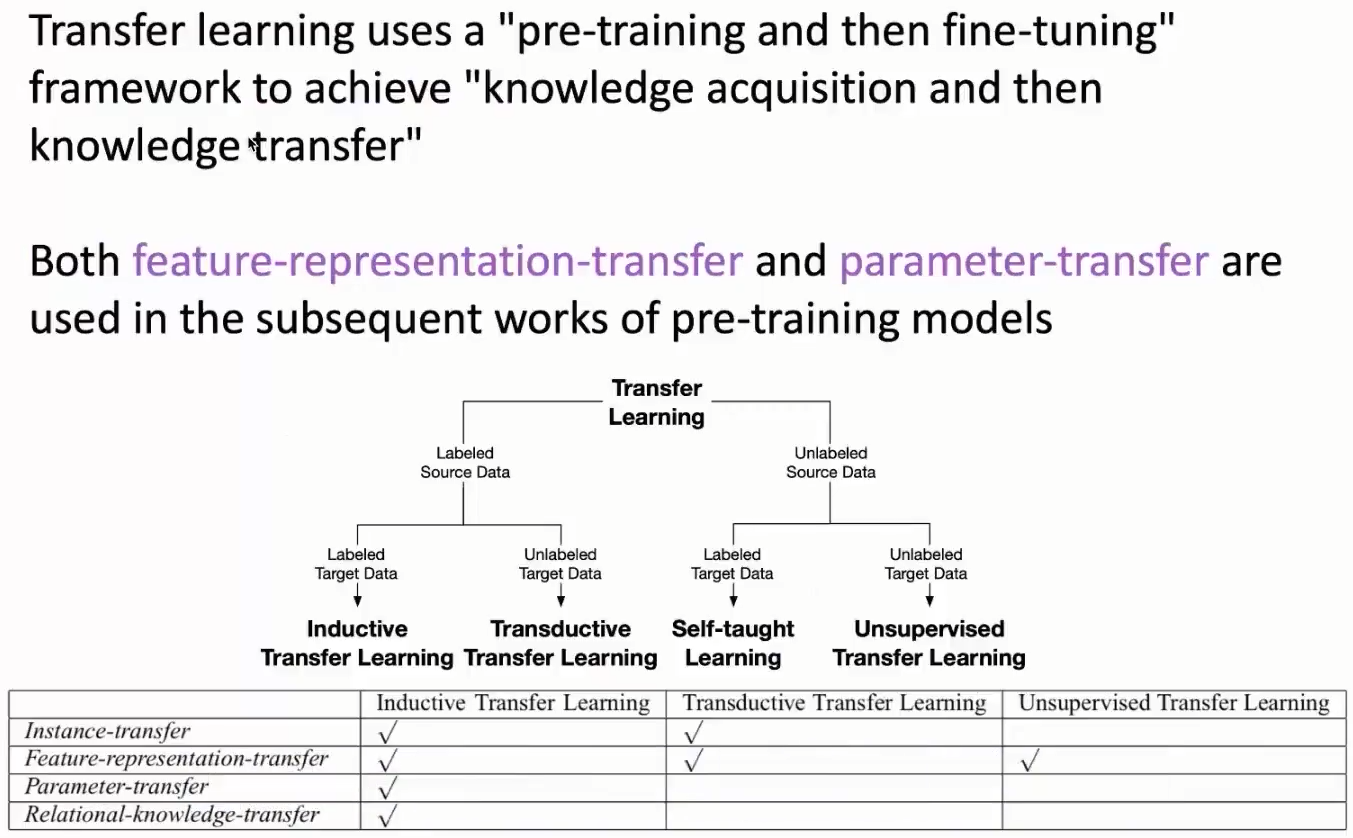 Transfer learning uses a "pre-training and then fine-tuning"
framework to achieve "knowledge acquisition and then
knowledge transfer"
Both feature-representation-transfer and parameter-transfer are
used in the subsequent works of pre-training models
Transfer
Learning
Labeled
Source Data
Unlabeled
Source Data
Labeled
Target Data
Unlabeled
Target Data
Labeled
Target Data
Unlabeled
Target Data
Inductive
Transfer Learning
Transductive
Transfer Learning
Self-taught
Learning
Unsupervised
Transfer Learning
Inductive Transfer Learning Transductive Transfer Learning Unsupervised Transfer Learning
Instance-transfer √ √
Feature-representation-transfer √ √ √
Parameter-transfer √
Relational-knowledge-transfer √